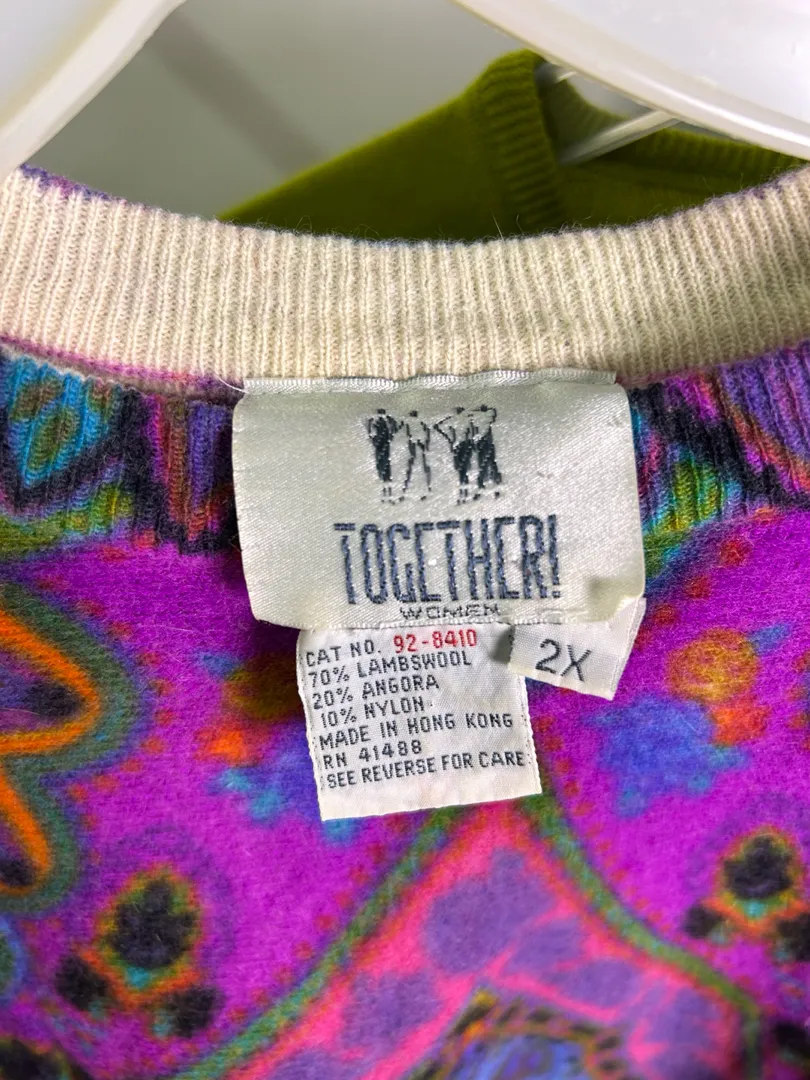 TOGETHER!
WOMEN
2X
CAT NO. 92-8410
70% LAMBSWOOL
20% ANGORA
10% NYLON
MADE IN HONG KONG
RN 41488
SEE REVERSE FOR CARE